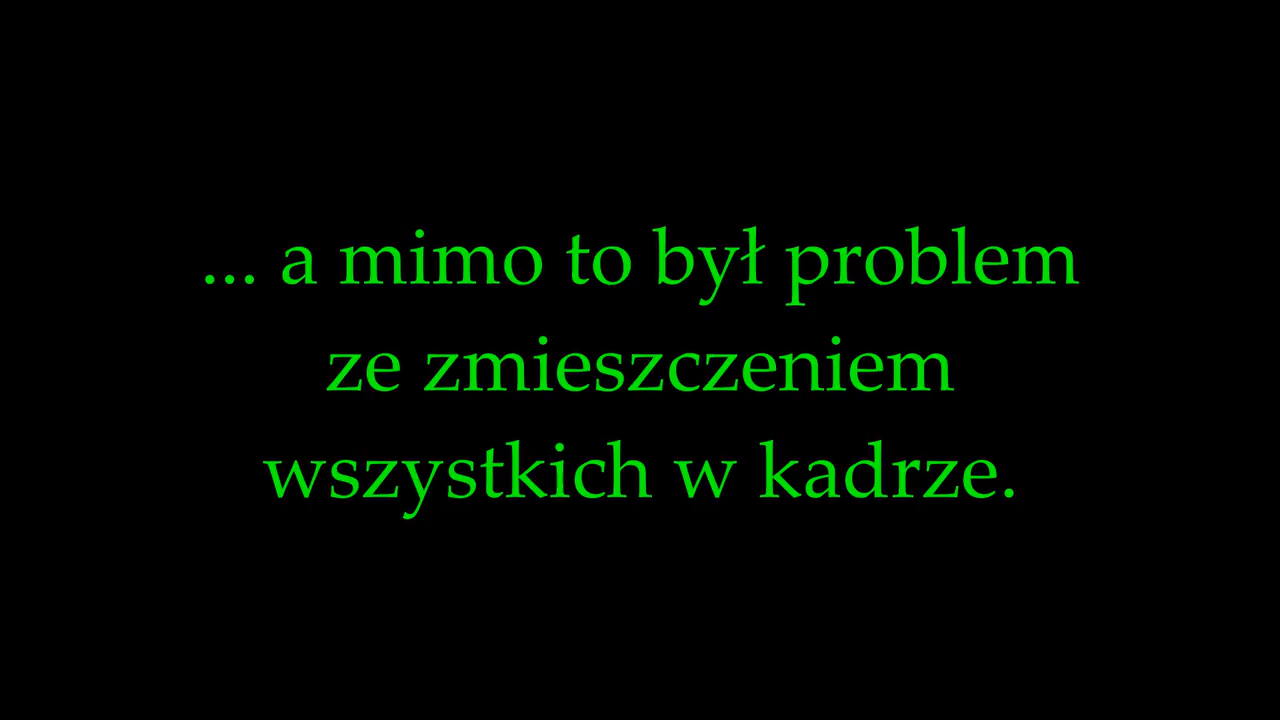 ... a mimo to był problem
ze zmieszczeniem
wszystkich w kadrze.